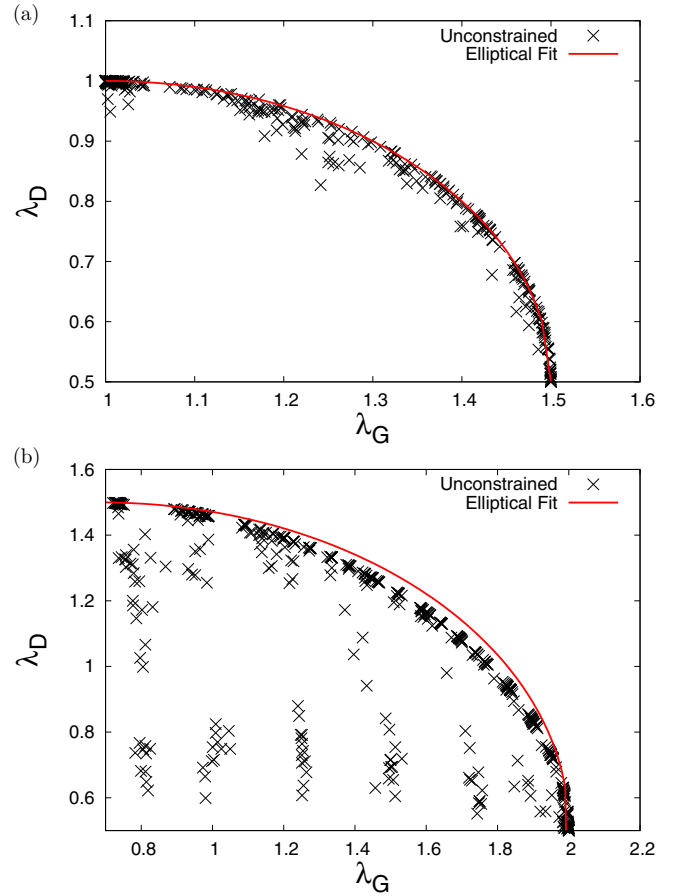 (a)
Unconstrained
Elliptical Fit
1
0.9
0.8
0.7
0.6
0.5
λD
1 1.1 1.2 1.3 1.4 1.5 1.6
λG
(b)
1.6
Unconstrained
Elliptical Fit
1.4
1.2
1
0.8
0.6
λD
0.8 1 1.2 1.4 1.6 1.8 2 2.2
λG